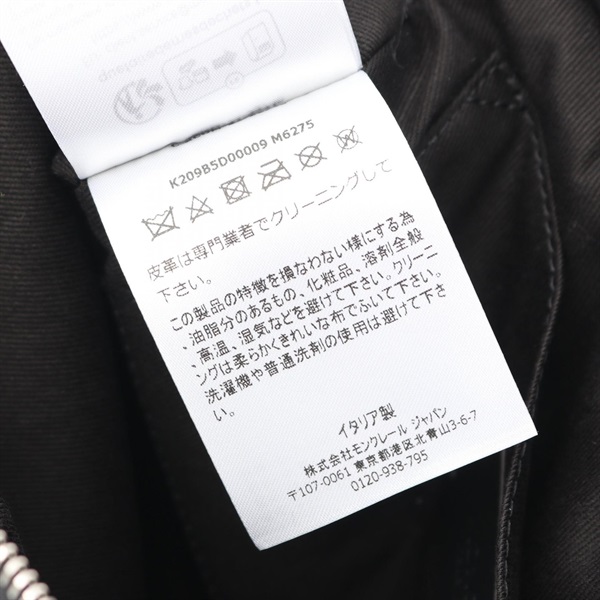 K209B5D00009 M6275
皮革は専門業者でクリーニングして
下さい。
この製品の特徴を損なわない様にする為
、油脂分のあるもの、化粧品、溶剤全般
、高温、湿気などを避けて下さい。クリーニ
ングは柔らかくきれいな布でふいて下さい。
洗濯機や普通洗剤の使用は避けて下さ
い。
イタリア製
株式会社モンクレール ジャパン
〒107-0061 東京都港区北青山3-6-7
0120-938-795